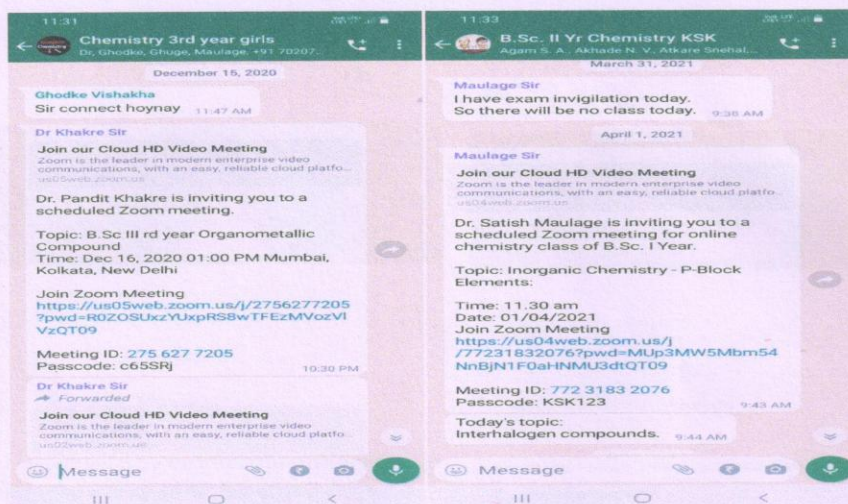 11:31
Chemistry 3rd year girls
Dr, Ghodke, Ghuge, Maulage, +91 70207...
December 15, 2020
Ghodke Vishakha
Sir connect hoynay 11:47 AM
Dr Khakre Sir
Join our Cloud HD Video Meeting
Zoom is the leader in modern enterprise video
communications, with an easy, reliable cloud platfo...
us05web.zoom.us
Dr. Pandit Khakre is inviting you to a
scheduled Zoom meeting.
Topic: B.Sc III rd year Organometallic
Compound
Time: Dec 16, 2020 01:00 PM Mumbai,
Kolkata, New Delhi
Join Zoom Meeting
https://us05web.zoom.us/j/2756277205
?pwd=R0ZOSUxzYUxpRS8wTFEzMVozVl
VzQT09
Meeting ID: 275 627 7205
Passcode: c65SRj 10:30 PM
Dr Khakre Sir
Forwarded
Join our Cloud HD Video Meeting
Zoom is the leader in modern enterprise video
communications, with an easy, reliable cloud platfo...
us02web.zoom.us
Message
11:33
B.Sc. II Yr Chemistry KSK
Agam S. A., Akhade N. V., Atkare Snehal,...
March 31, 2021
Maulage Sir
I have exam invigilation today.
So there will be no class today. 9:38 AM
April 1, 2021
Maulage Sir
Join our Cloud HD Video Meeting
Zoom is the leader in modern enterprise video
communications, with an easy, reliable cloud platfo...
us04web.zoom.us
Dr. Satish Maulage is inviting you to a
scheduled Zoom meeting for online
chemistry class of B.Sc. I Year.
Topic: Inorganic Chemistry - P-Block
Elements:
Time: 11.30 am
Date: 01/04/2021
Join Zoom Meeting
https://us04web.zoom.us/j
/77231832076?pwd=MUp3MW5Mbm54
NnBjN1F0aHNMU3dtQT09
Meeting ID: 772 3183 2076
Passcode: KSK123 9:43 AM
Today's topic:
Interhalogen compounds. 9:44 AM
Message